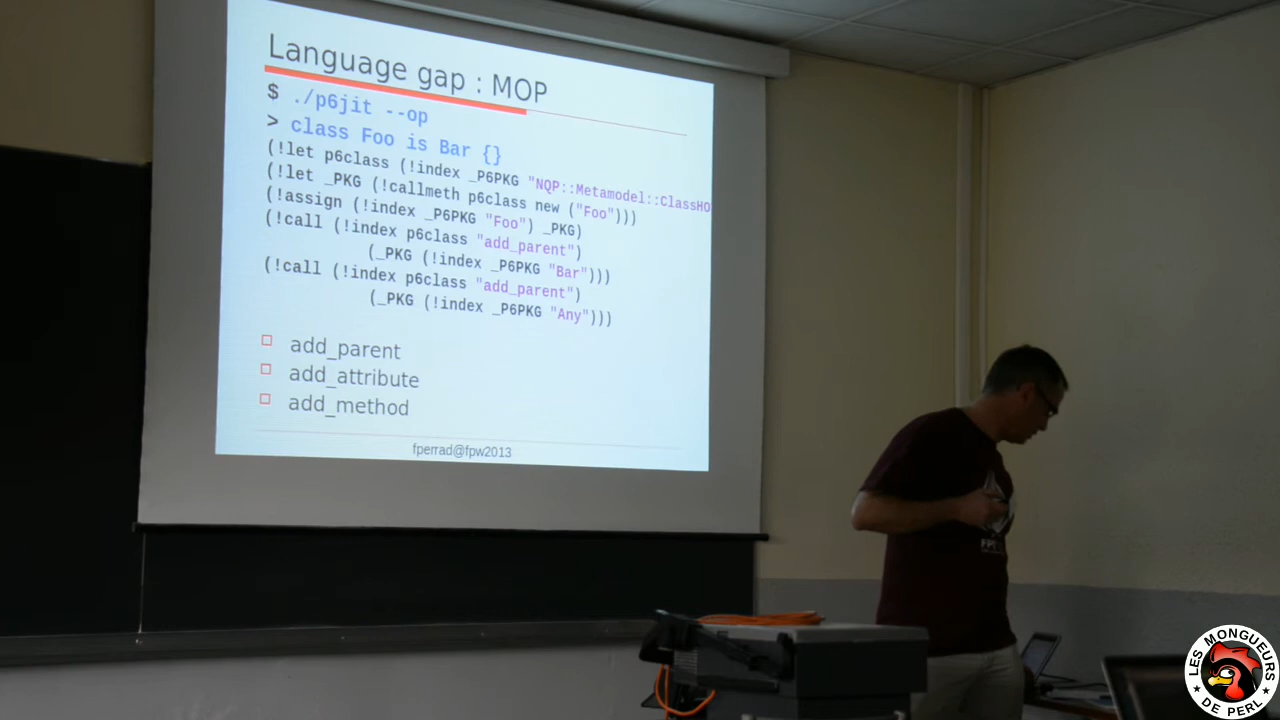 Language gap : MOP
$ ./p6jit --op
> class Foo is Bar {}
(!let p6class (!index _P6PKG "NQP::Metamodel::ClassHO
(!let _PKG (!callmeth p6class new ("Foo")))
(!assign (!index _P6PKG "Foo") _PKG)
(!call (!index p6class "add_parent")
(_PKG (!index _P6PKG "Bar")))
(!call (!index p6class "add_parent")
(_PKG (!index _P6PKG "Any")))
add_parent
add_attribute
add_method
fperrad@fpw2013
LES MONGUEURS
DE PERL